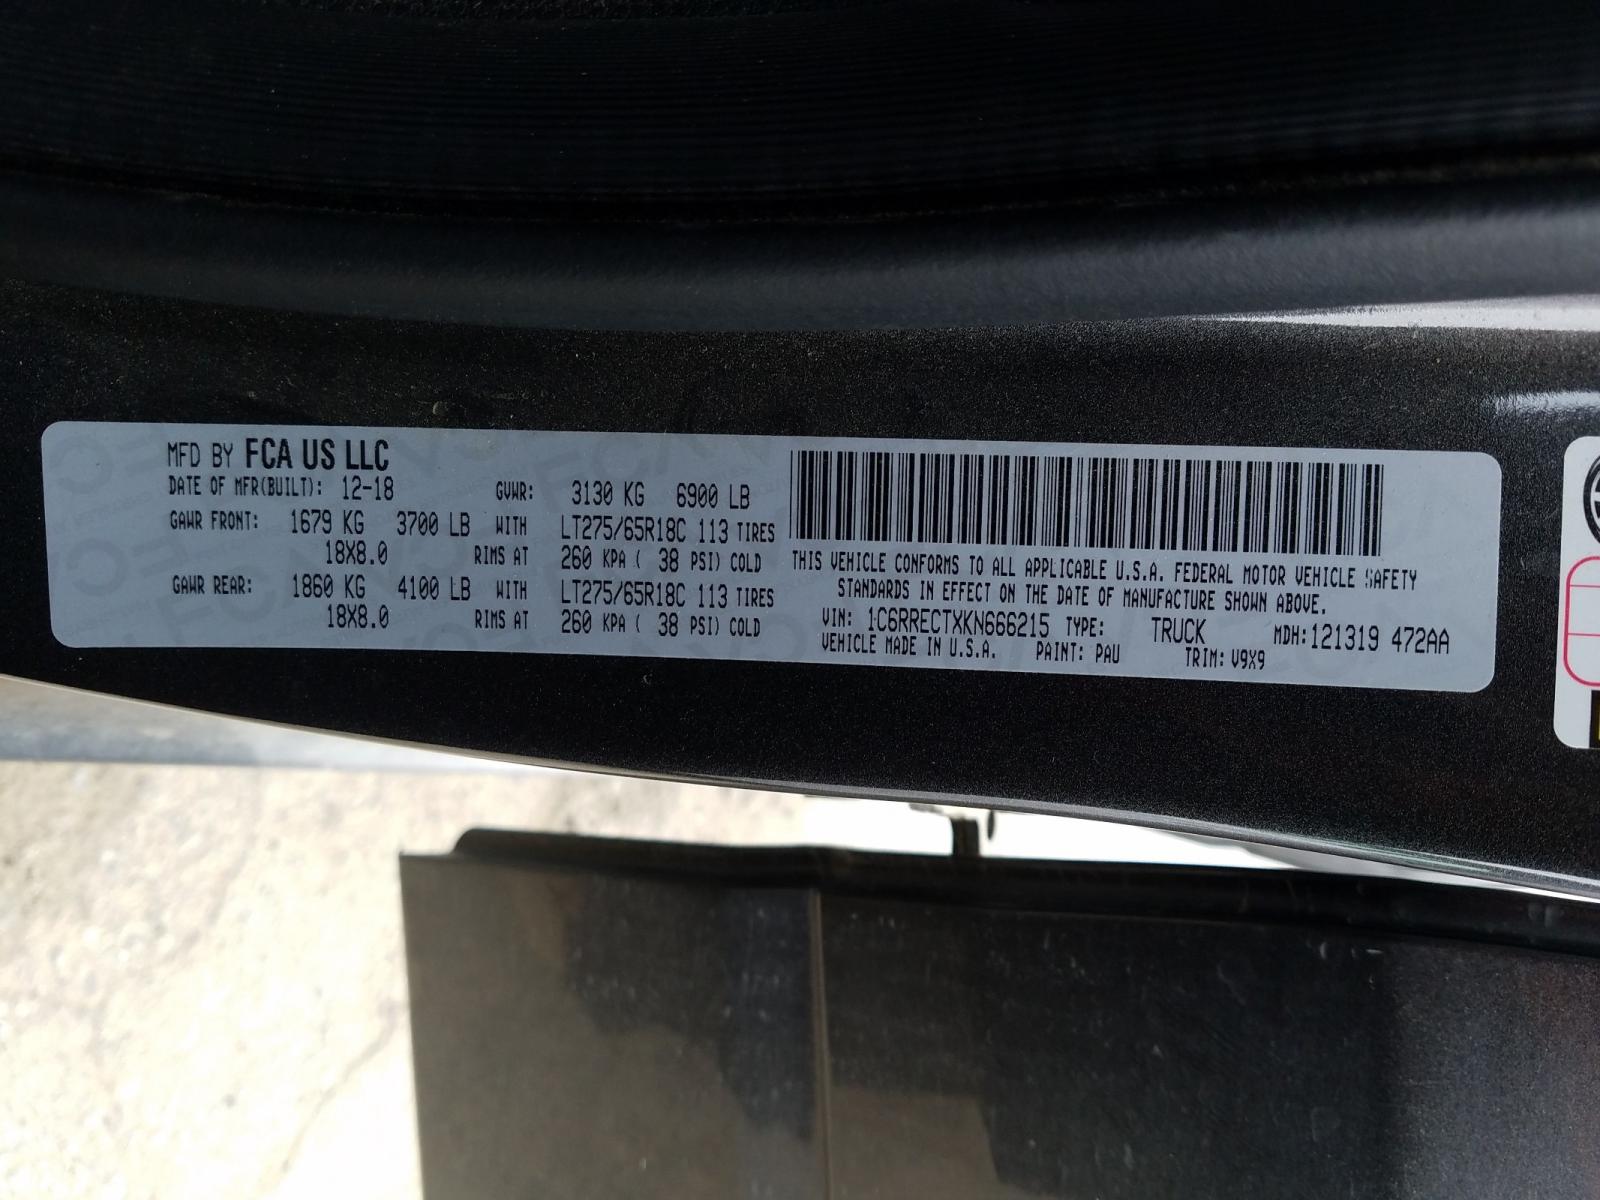 MFD BY FCA US LLC
DATE OF MFR(BUILT): 12-18 GVWR: 3130 KG 6900 LB
GAWR FRONT: 1679 KG 3700 LB WITH LT275/65R18C 113 TIRES
18X8.0 RIMS AT 260 KPA ( 38 PSI) COLD
GAWR REAR: 1860 KG 4100 LB WITH LT275/65R18C 113 TIRES
18X8.0 RIMS AT 260 KPA ( 38 PSI) COLD
THIS VEHICLE CONFORMS TO ALL APPLICABLE U.S.A. FEDERAL MOTOR VEHICLE SAFETY
STANDARDS IN EFFECT ON THE DATE OF MANUFACTURE SHOWN ABOVE.
VIN: 1C6RRECTXKN666215 TYPE: TRUCK MDH:121319 472AA
VEHICLE MADE IN U.S.A. PAINT: PAU TRIM: V9X9